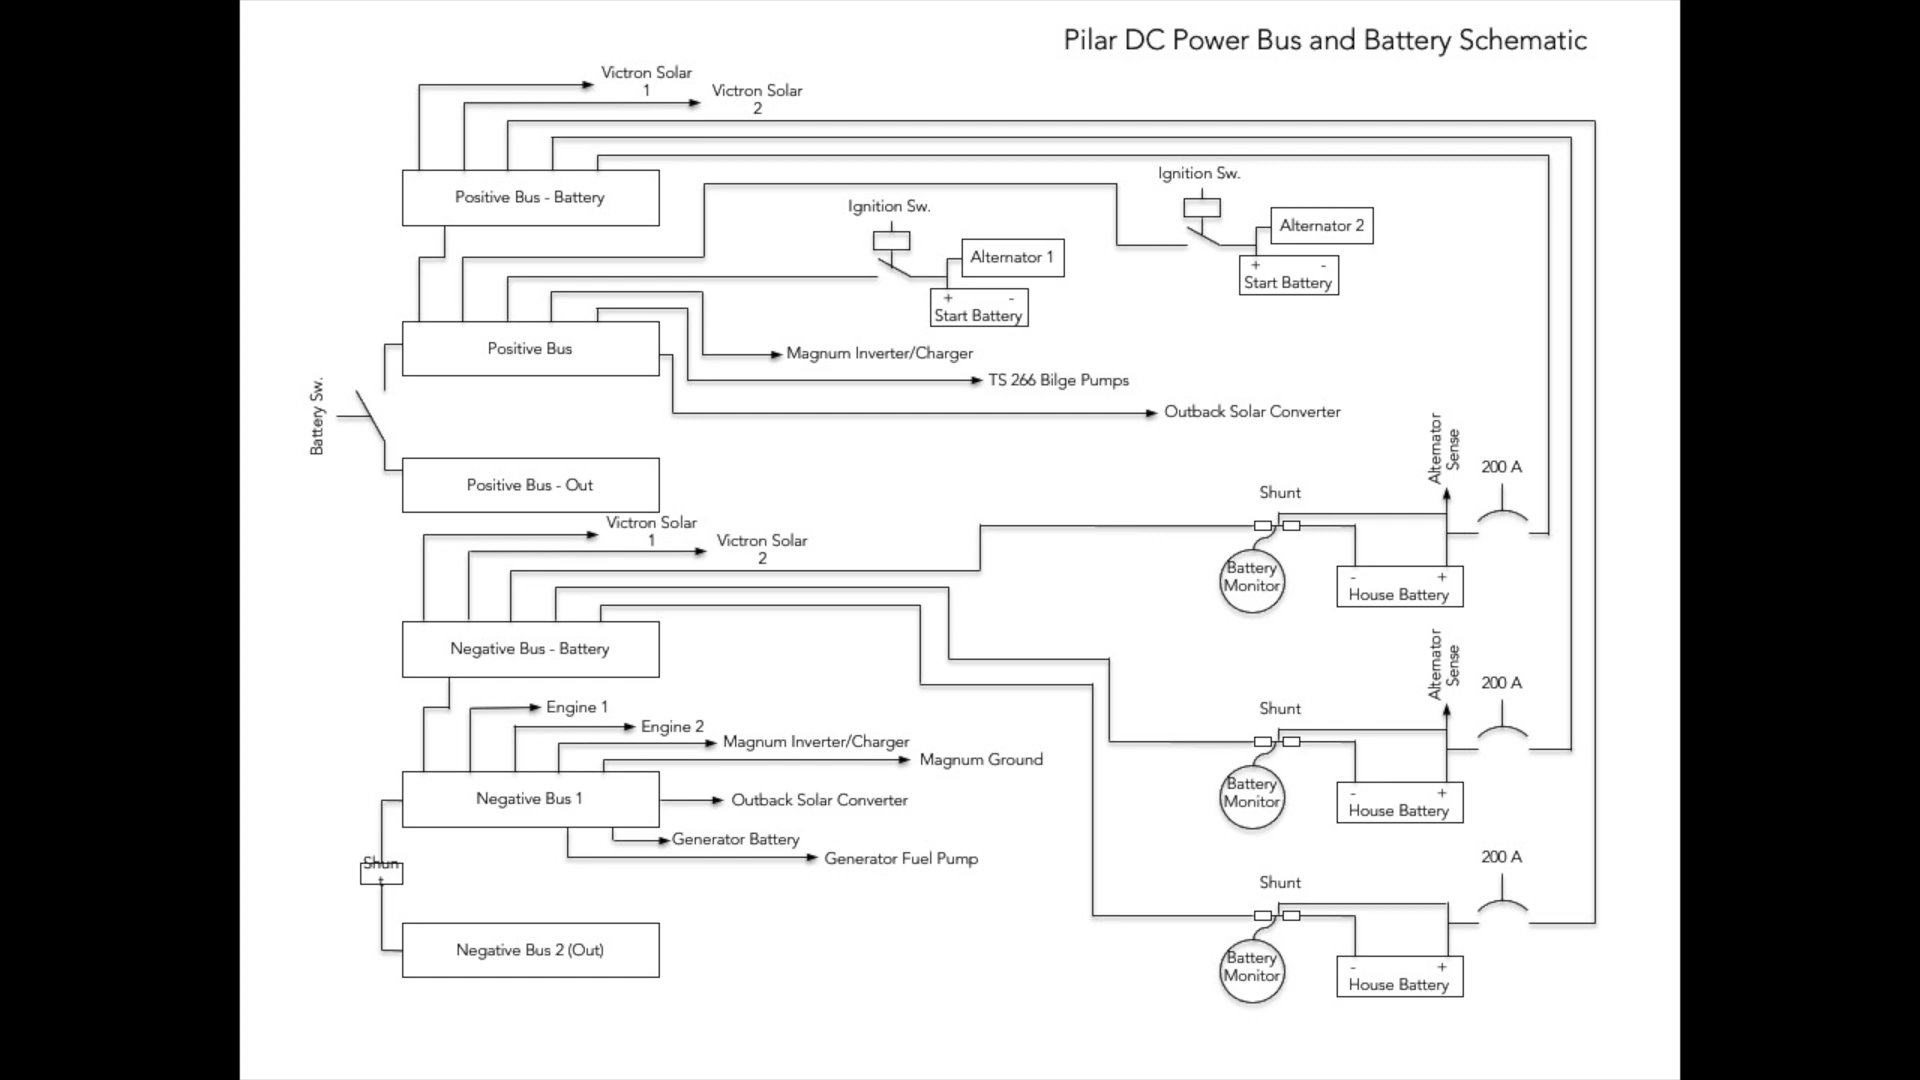 Pilar DC Power Bus and Battery Schematic
Victron Solar
1
Victron Solar
2
Positive Bus - Battery
Ignition Sw.
Ignition Sw.
Alternator 2
+ -
Start Battery
Alternator 1
+ -
Start Battery
Positive Bus
Magnum Inverter/Charger
TS 266 Bilge Pumps
Outback Solar Converter
Battery Sw.
Positive Bus - Out
Alternator
Sense
200 A
Shunt
Victron Solar
1
Victron Solar
2
Battery
Monitor
- +
House Battery
Negative Bus - Battery
Alternator
Sense
200 A
Shunt
Engine 1
Engine 2
Magnum Inverter/Charger
Magnum Ground
Battery
Monitor
- +
House Battery
Negative Bus 1
Outback Solar Converter
Generator Battery
Generator Fuel Pump
Shun
t
200 A
Shunt
Negative Bus 2 (Out)
Battery
Monitor
- +
House Battery